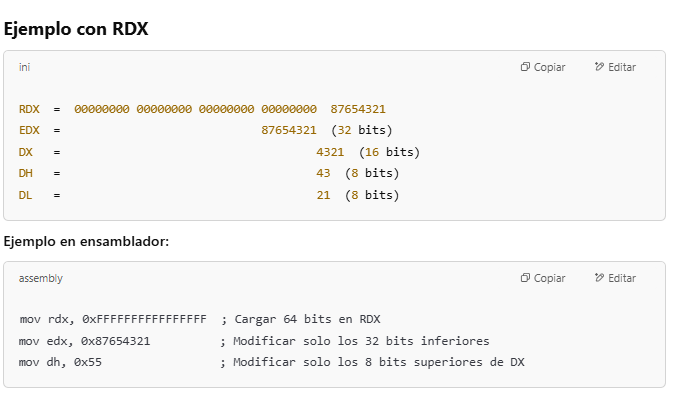 Ejemplo con RDX
ini Copiar Editar
RDX = 00000000 00000000 00000000 00000000 87654321
EDX = 87654321 (32 bits)
DX = 4321 (16 bits)
DH = 43 (8 bits)
DL = 21 (8 bits)
Ejemplo en ensamblador:
assembly Copiar Editar
mov rdx, 0xFFFFFFFFFFFFFFFF ; Cargar 64 bits en RDX
mov edx, 0x87654321 ; Modificar solo los 32 bits inferiores
mov dh, 0x55 ; Modificar solo los 8 bits superiores de DX